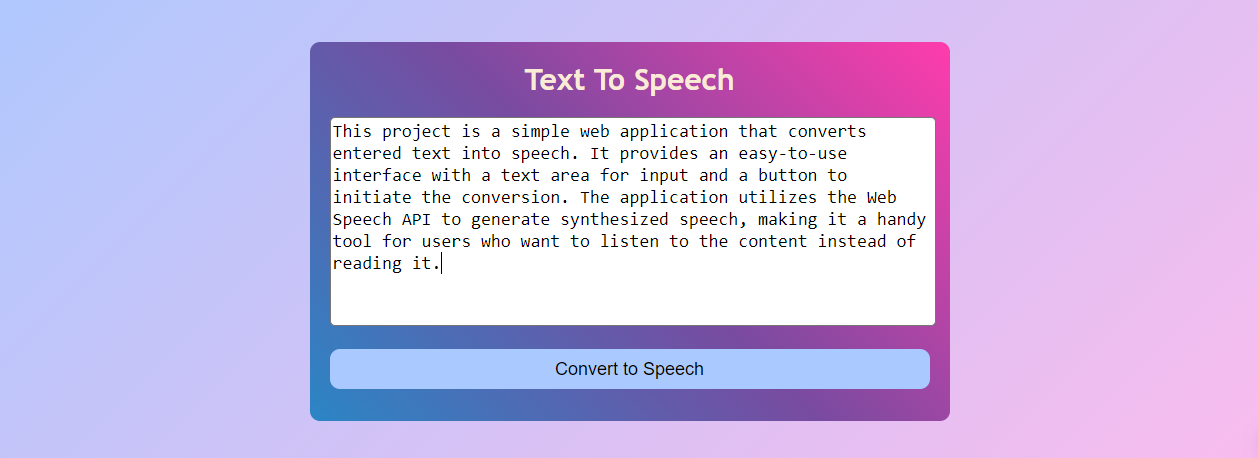 Text To Speech
This project is a simple web application that converts
entered text into speech. It provides an easy-to-use
interface with a text area for input and a button to
initiate the conversion. The application utilizes the Web
Speech API to generate synthesized speech, making it a handy
tool for users who want to listen to the content instead of
reading it.
Convert to Speech